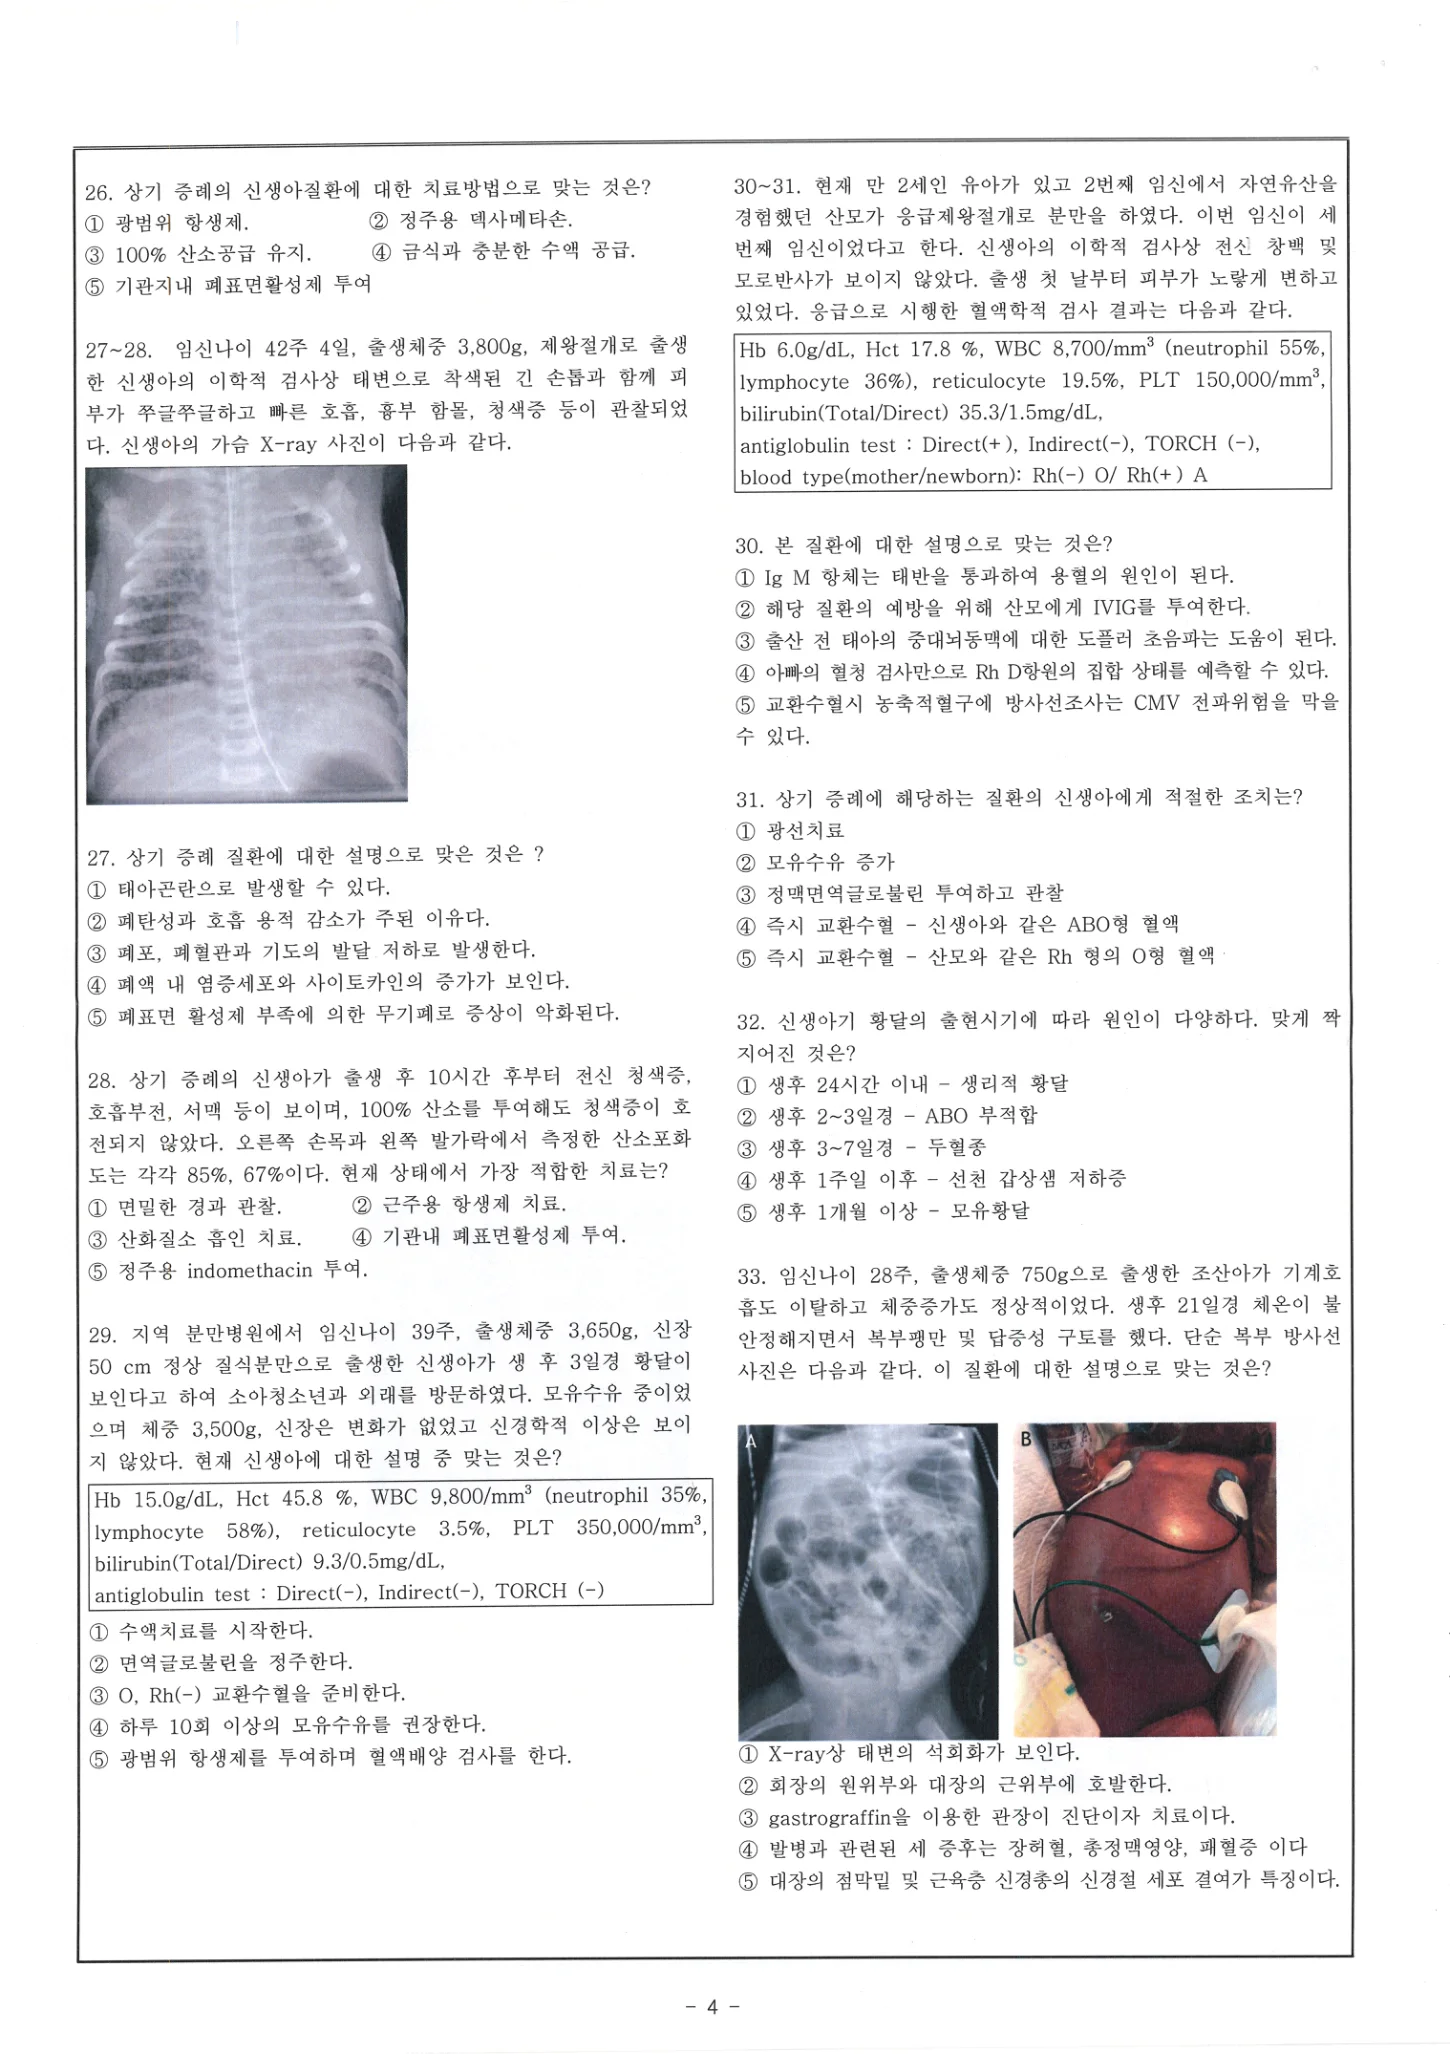 26. 상기 증례의 신생아질환에 대한 치료방법으로 맞는 것은?
① 광범위 항생제. ② 정주용 덱사메타손.
③ 100% 산소공급 유지. ④ 금식과 충분한 수액 공급.
⑤ 기관지내 폐표면활성제 투여
27~28. 임신나이 42주 4일, 출생체중 3,800g, 제왕절개로 출생
한 신생아의 이학적 검사상 태변으로 착색된 긴 손톱과 함께 피
부가 쭈글쭈글하고 빠른 호흡, 흉부 함몰, 청색증 등이 관찰되었
다. 신생아의 가슴 X-ray 사진이 다음과 같다.
27. 상기 증례 질환에 대한 설명으로 맞은 것은 ?
① 태아곤란으로 발생할 수 있다.
② 폐탄성과 호흡 용적 감소가 주된 이유다.
③ 폐포, 폐혈관과 기도의 발달 저하로 발생한다.
④ 폐액 내 염증세포와 사이토카인의 증가가 보인다.
⑤ 폐표면 활성제 부족에 의한 무기폐로 증상이 악화된다.
28. 상기 증례의 신생아가 출생 후 10시간 후부터 전신 청색증,
호흡부전, 서맥 등이 보이며, 100% 산소를 투여해도 청색증이 호
전되지 않았다. 오른쪽 손목과 왼쪽 발가락에서 측정한 산소포화
도는 각각 85%, 67%이다. 현재 상태에서 가장 적합한 치료는?
① 면밀한 경과 관찰. ② 근주용 항생제 치료.
③ 산화질소 흡인 치료. ④ 기관내 폐표면활성제 투여.
⑤ 정주용 indomethacin 투여.
29. 지역 분만병원에서 임신나이 39주, 출생체중 3,650g, 신장
50 cm 정상 질식분만으로 출생한 신생아가 생 후 3일경 황달이
보인다고 하여 소아청소년과 외래를 방문하였다. 모유수유 중이었
으며 체중 3,500g, 신장은 변화가 없었고 신경학적 이상은 보이
지 않았다. 현재 신생아에 대한 설명 중 맞는 것은?
Hb 15.0g/dL, Hct 45.8 %, WBC 9,800/mm³ (neutrophil 35%,
lymphocyte 58%), reticulocyte 3.5%, PLT 350,000/mm³,
bilirubin(Total/Direct) 9.3/0.5mg/dL,
antiglobulin test : Direct(-), Indirect(-), TORCH (-)
① 수액치료를 시작한다.
② 면역글로불린을 정주한다.
③ O, Rh(-) 교환수혈을 준비한다.
④ 하루 10회 이상의 모유수유를 권장한다.
⑤ 광범위 항생제를 투여하며 혈액배양 검사를 한다.
30~31. 현재 만 2세인 유아가 있고 2번째 임신에서 자연유산을
경험했던 산모가 응급제왕절개로 분만을 하였다. 이번 임신이 세
번째 임신이었다고 한다. 신생아의 이학적 검사상 전신 창백 및
모로반사가 보이지 않았다. 출생 첫 날부터 피부가 노랗게 변하고
있었다. 응급으로 시행한 혈액학적 검사 결과는 다음과 같다.
Hb 6.0g/dL, Hct 17.8 %, WBC 8,700/mm³ (neutrophil 55%,
lymphocyte 36%), reticulocyte 19.5%, PLT 150,000/mm³,
bilirubin(Total/Direct) 35.3/1.5mg/dL,
antiglobulin test : Direct(+), Indirect(-), TORCH (-),
blood type(mother/newborn): Rh(-) O/ Rh(+) A
30. 본 질환에 대한 설명으로 맞는 것은?
① Ig M 항체는 태반을 통과하여 용혈의 원인이 된다.
② 해당 질환의 예방을 위해 산모에게 IVIG를 투여한다.
③ 출산 전 태아의 중대뇌동맥에 대한 도플러 초음파는 도움이 된다.
④ 아빠의 혈청 검사만으로 Rh D항원의 집합 상태를 예측할 수 있다.
⑤ 교환수혈시 농축적혈구에 방사선조사는 CMV 전파위험을 막을
수 있다.
31. 상기 증례에 해당하는 질환의 신생아에게 적절한 조치는?
① 광선치료
② 모유수유 증가
③ 정맥면역글로불린 투여하고 관찰
④ 즉시 교환수혈 - 신생아와 같은 ABO형 혈액
⑤ 즉시 교환수혈 - 산모와 같은 Rh 형의 O형 혈액
32. 신생아기 황달의 출현시기에 따라 원인이 다양하다. 맞게 짝
지어진 것은?
① 생후 24시간 이내 - 생리적 황달
② 생후 2~3일경 - ABO 부적합
③ 생후 3~7일경 - 두혈종
④ 생후 1주일 이후 - 선천 갑상샘 저하증
⑤ 생후 1개월 이상 - 모유황달
33. 임신나이 28주, 출생체중 750g으로 출생한 조산아가 기계호
흡도 이탈하고 체중증가도 정상적이었다. 생후 21일경 체온이 불
안정해지면서 복부팽만 및 담즙성 구토를 했다. 단순 복부 방사선
사진은 다음과 같다. 이 질환에 대한 설명으로 맞는 것은?
A
B
① X-ray상 태변의 석회화가 보인다.
② 회장의 원위부와 대장의 근위부에 호발한다.
③ gastrograffin을 이용한 관장이 진단이자 치료이다.
④ 발병과 관련된 세 증후는 장허혈, 총정맥영양, 패혈증 이다
⑤ 대장의 점막밑 및 근육층 신경총의 신경절 세포 결여가 특징이다.
- 4 -